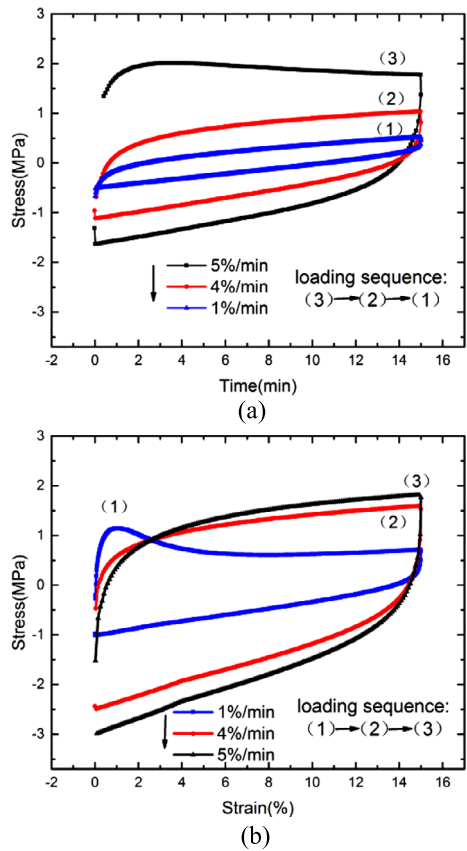 3
2
1
0
-1
-2
-3
Stress(MPa)
(3)
(2)
(1)
5%/min
4%/min
1%/min
loading sequence:
(3)→(2)→(1)
0 2 4 6 8 10 12 14 16
Time(min)
(a)
3
2
1
0
-1
-2
-3
Stress(MPa)
(1)
(3)
(2)
1%/min
4%/min
5%/min
loading sequence:
(1)→(2)→(3)
0 2 4 6 8 10 12 14 16
Strain(%)
(b)